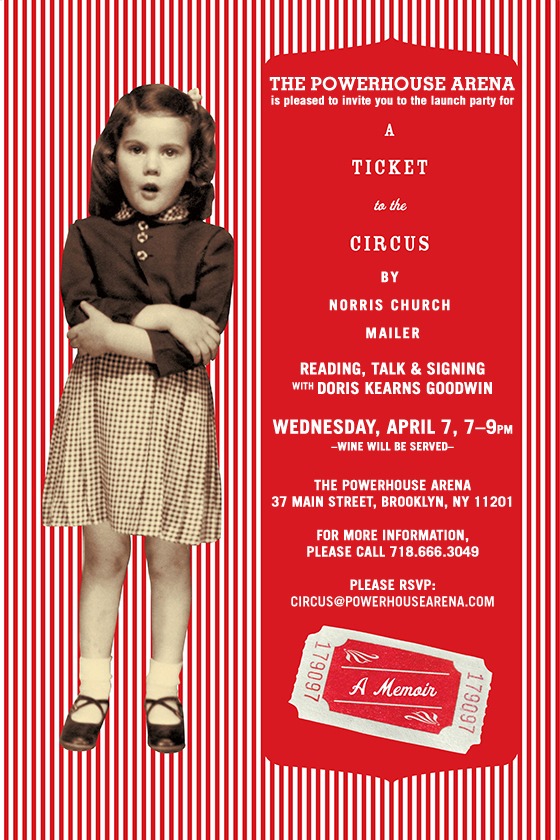 THE POWERHOUSE ARENA
is pleased to invite you to the launch party for
A
TICKET
to the
CIRCUS
BY
NORRIS CHURCH
MAILER
READING, TALK & SIGNING
WITH DORIS KEARNS GOODWIN
WEDNESDAY, APRIL 7, 7–9PM
–WINE WILL BE SERVED–
THE POWERHOUSE ARENA
37 MAIN STREET, BROOKLYN, NY 11201
FOR MORE INFORMATION,
PLEASE CALL 718.666.3049
PLEASE RSVP:
CIRCUS@POWERHOUSEARENA.COM
179097
A Memoir
179097